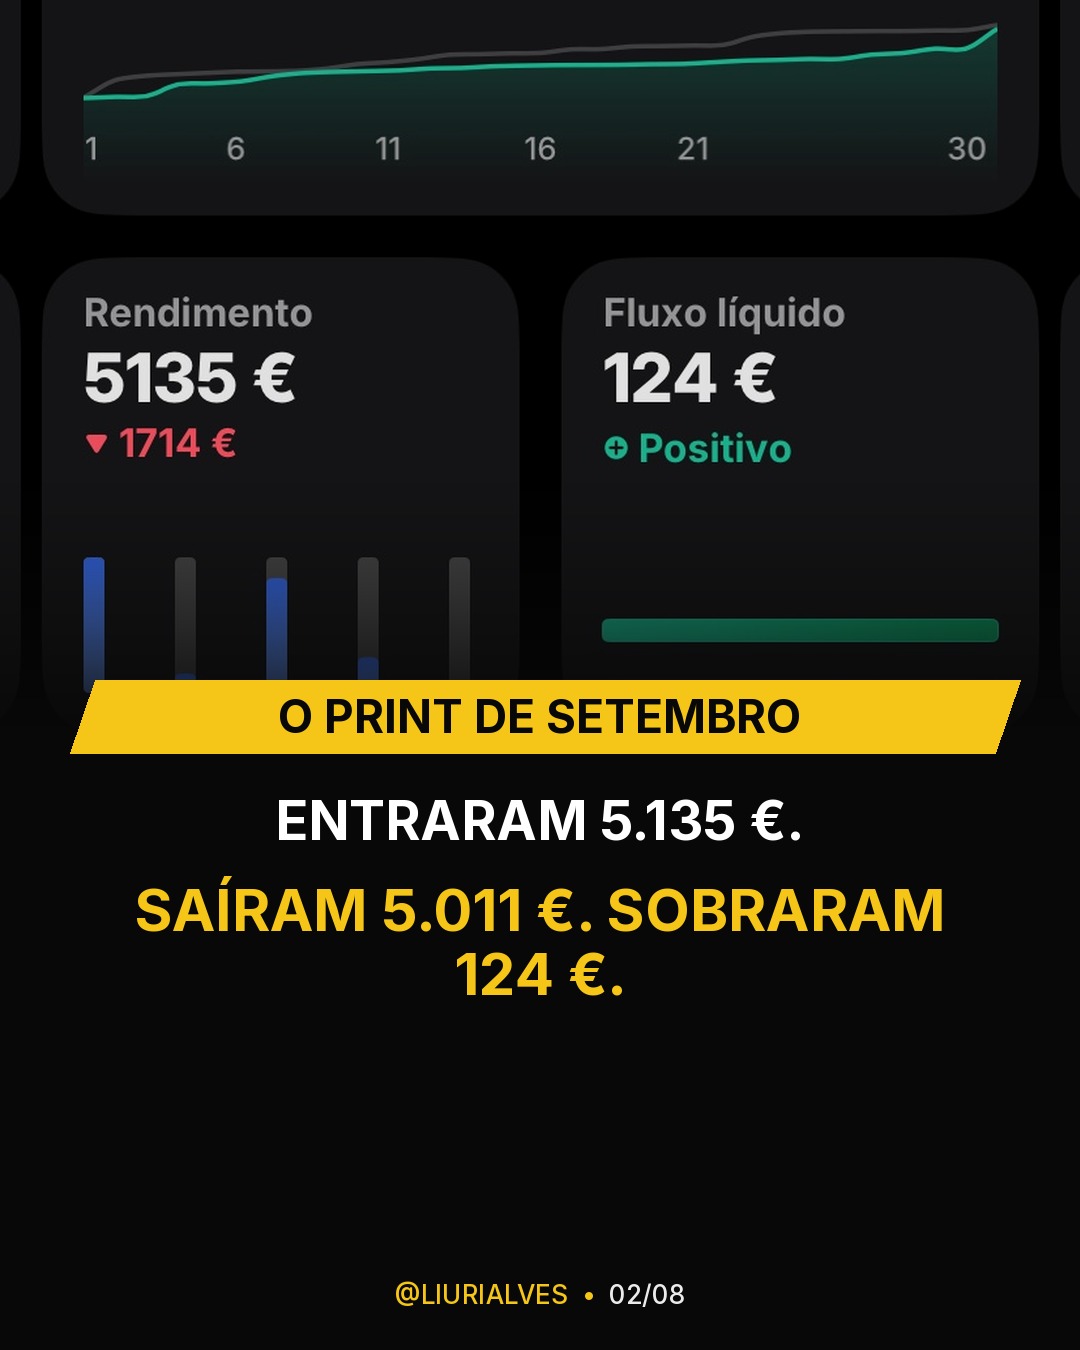 1 6 11 16 21 30
Rendimento
5135 €
1714 €
Fluxo líquido
124 €
Positivo
O PRINT DE SETEMBRO
ENTRARAM 5.135 €.
SAÍRAM 5.011 €. SOBRARAM
124 €.
@LIURIALVES • 02/08